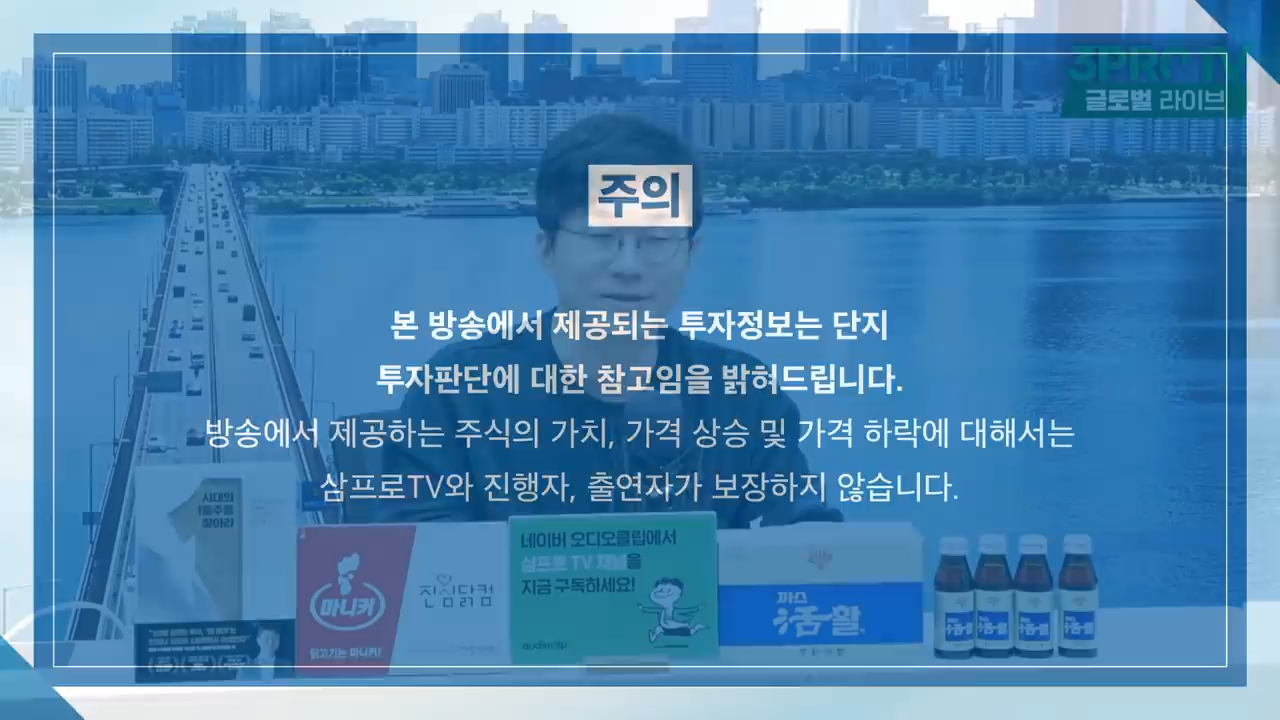 3PROTV
글로벌 라이브
주의
본 방송에서 제공되는 투자정보는 단지
투자판단에 대한 참고임을 밝혀드립니다.
방송에서 제공하는 주식의 가치, 가격 상승 및 가격 하락에 대해서는
삼프로TV와 진행자, 출연자가 보장하지 않습니다.
시대의
1등주를
찾아라
마니커
닭고기는 마니커!
진심닭컴
네이버 오디오클립에서
삼프로 TV 채널을
지금 구독하세요!
audioclip
까스
活활